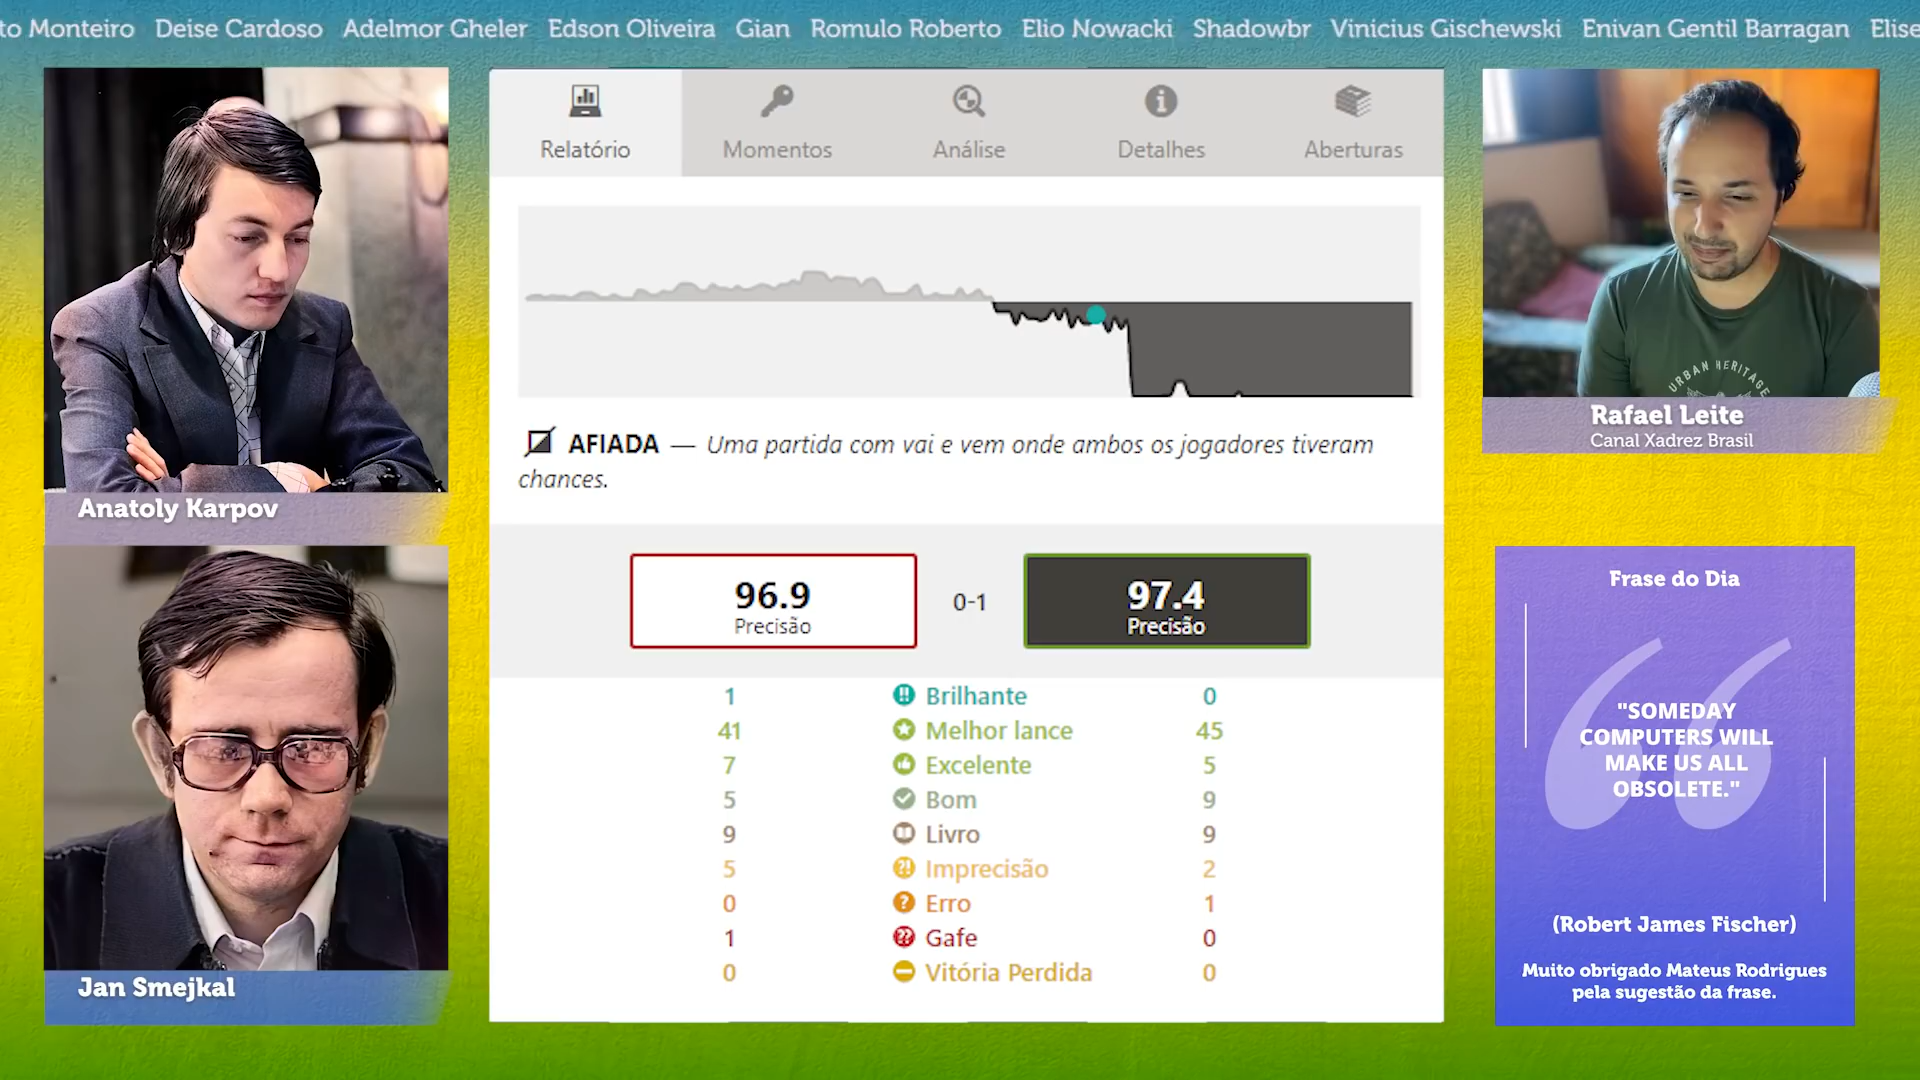 to Monteiro Deise Cardoso Adelmor Gheler Edson Oliveira Gian Romulo Roberto Elio Nowacki Shadowbr Vinicius Gischewski Enivan Gentil Barragan Elise
Relatório Momentos Análise Detalhes Aberturas
AFIADA — Uma partida com vai e vem onde ambos os jogadores tiveram
chances.
96.9
Precisão
0-1
97.4
Precisão
1 Brilhante 0
41 Melhor lance 45
7 Excelente 5
5 Bom 9
9 Livro 9
5 Imprecisão 2
0 Erro 1
1 Gafe 0
0 Vitória Perdida 0
Anatoly Karpov
Jan Smejkal
URBAN HERITAGE
Rafael Leite
Canal Xadrez Brasil
Frase do Dia
"SOMEDAY
COMPUTERS WILL
MAKE US ALL
OBSOLETE."
(Robert James Fischer)
Muito obrigado Mateus Rodrigues
pela sugestão da frase.